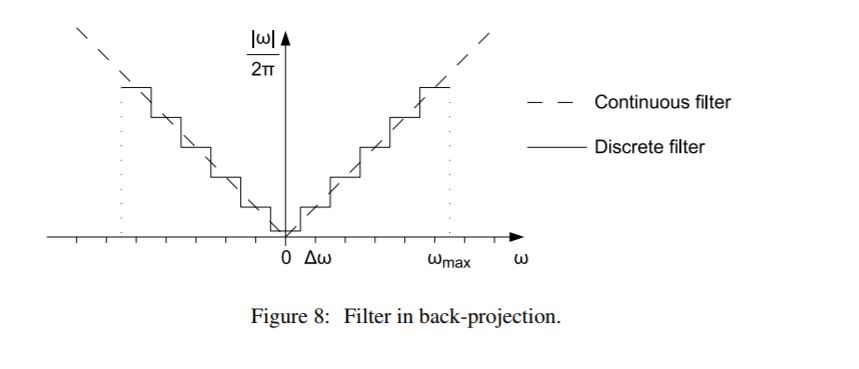 |ω|
2π
Continuous filter
Discrete filter
0 Δω ωmax ω
Figure 8: Filter in back-projection.